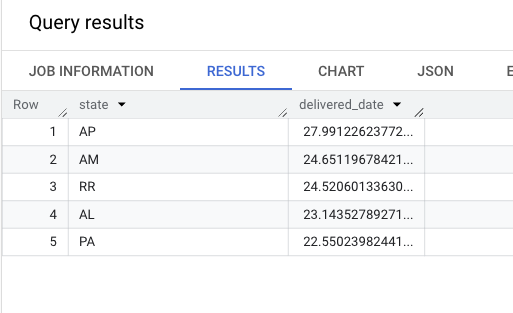 Query results
JOB INFORMATION RESULTS CHART JSON E
Row state delivered_date
1 AP 27.99122623772...
2 AM 24.65119678421...
3 RR 24.52060133630...
4 AL 23.14352789271...
5 PA 22.55023982441...